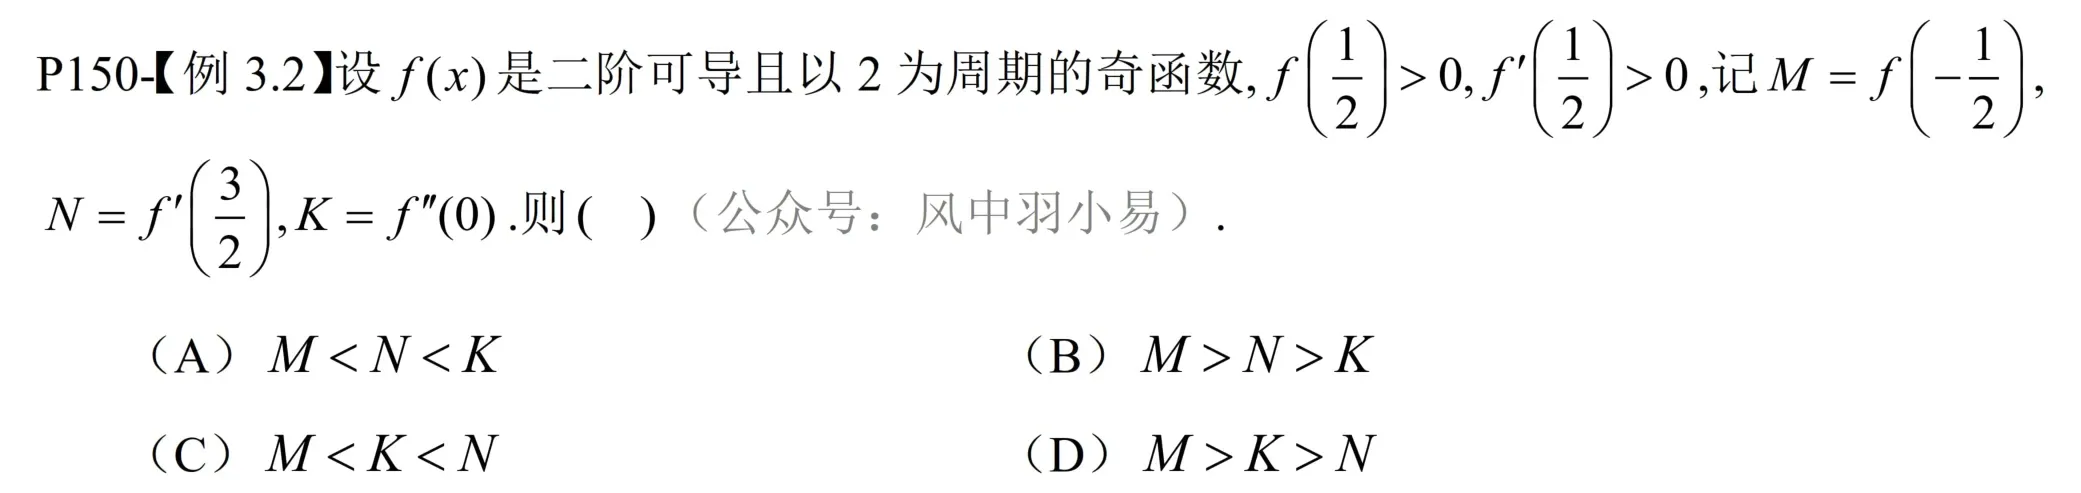 P150-【例 3.2】设 $f(x)$ 是二阶可导且以 2 为周期的奇函数, $f\left(\frac{1}{2}\right)>0, f'\left(\frac{1}{2}\right)>0$ ,记 $M=f\left(-\frac{1}{2}\right)$,
$N=f'\left(\frac{3}{2}\right), K=f''(0)$ .则(   )（公众号：风中羽小易）.
（A） $M<N<K$ （B） $M>N>K$
（C） $M<K<N$ （D） $M>K>N$